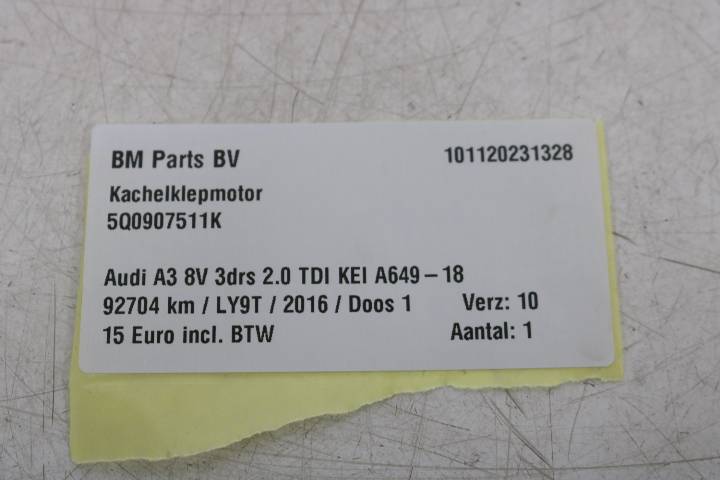 BM Parts BV 101120231328
Kachelklepmotor
5Q0907511K
Audi A3 8V 3drs 2.0 TDI KEI A649 – 18
92704 km / LY9T / 2016 / Doos 1 Verz: 10
15 Euro incl. BTW Aantal: 1